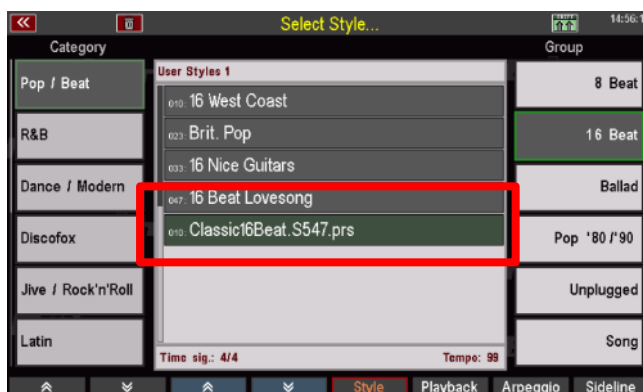 Select Style...
14:56:1
Category
Group
User Styles 1
Pop / Beat
R&B
Dance / Modern
Discofox
Jive / Rock'n'Roll
Latin
010: 16 West Coast
023: Brit. Pop
033: 16 Nice Guitars
047: 16 Beat Lovesong
010: Classic16Beat.S547.prs
Time sig.: 4/4
Tempo: 99
8 Beat
16 Beat
Ballad
Pop '80 /'90
Unplugged
Song
Style
Playback
Arpeggio
Sideline